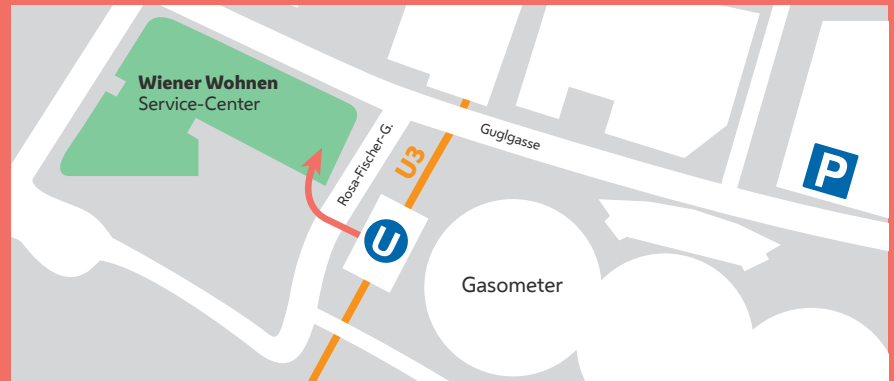 Wiener Wohnen
Service-Center
Rosa-Fischer-G.
U3
Guglgasse
P
U
Gasometer